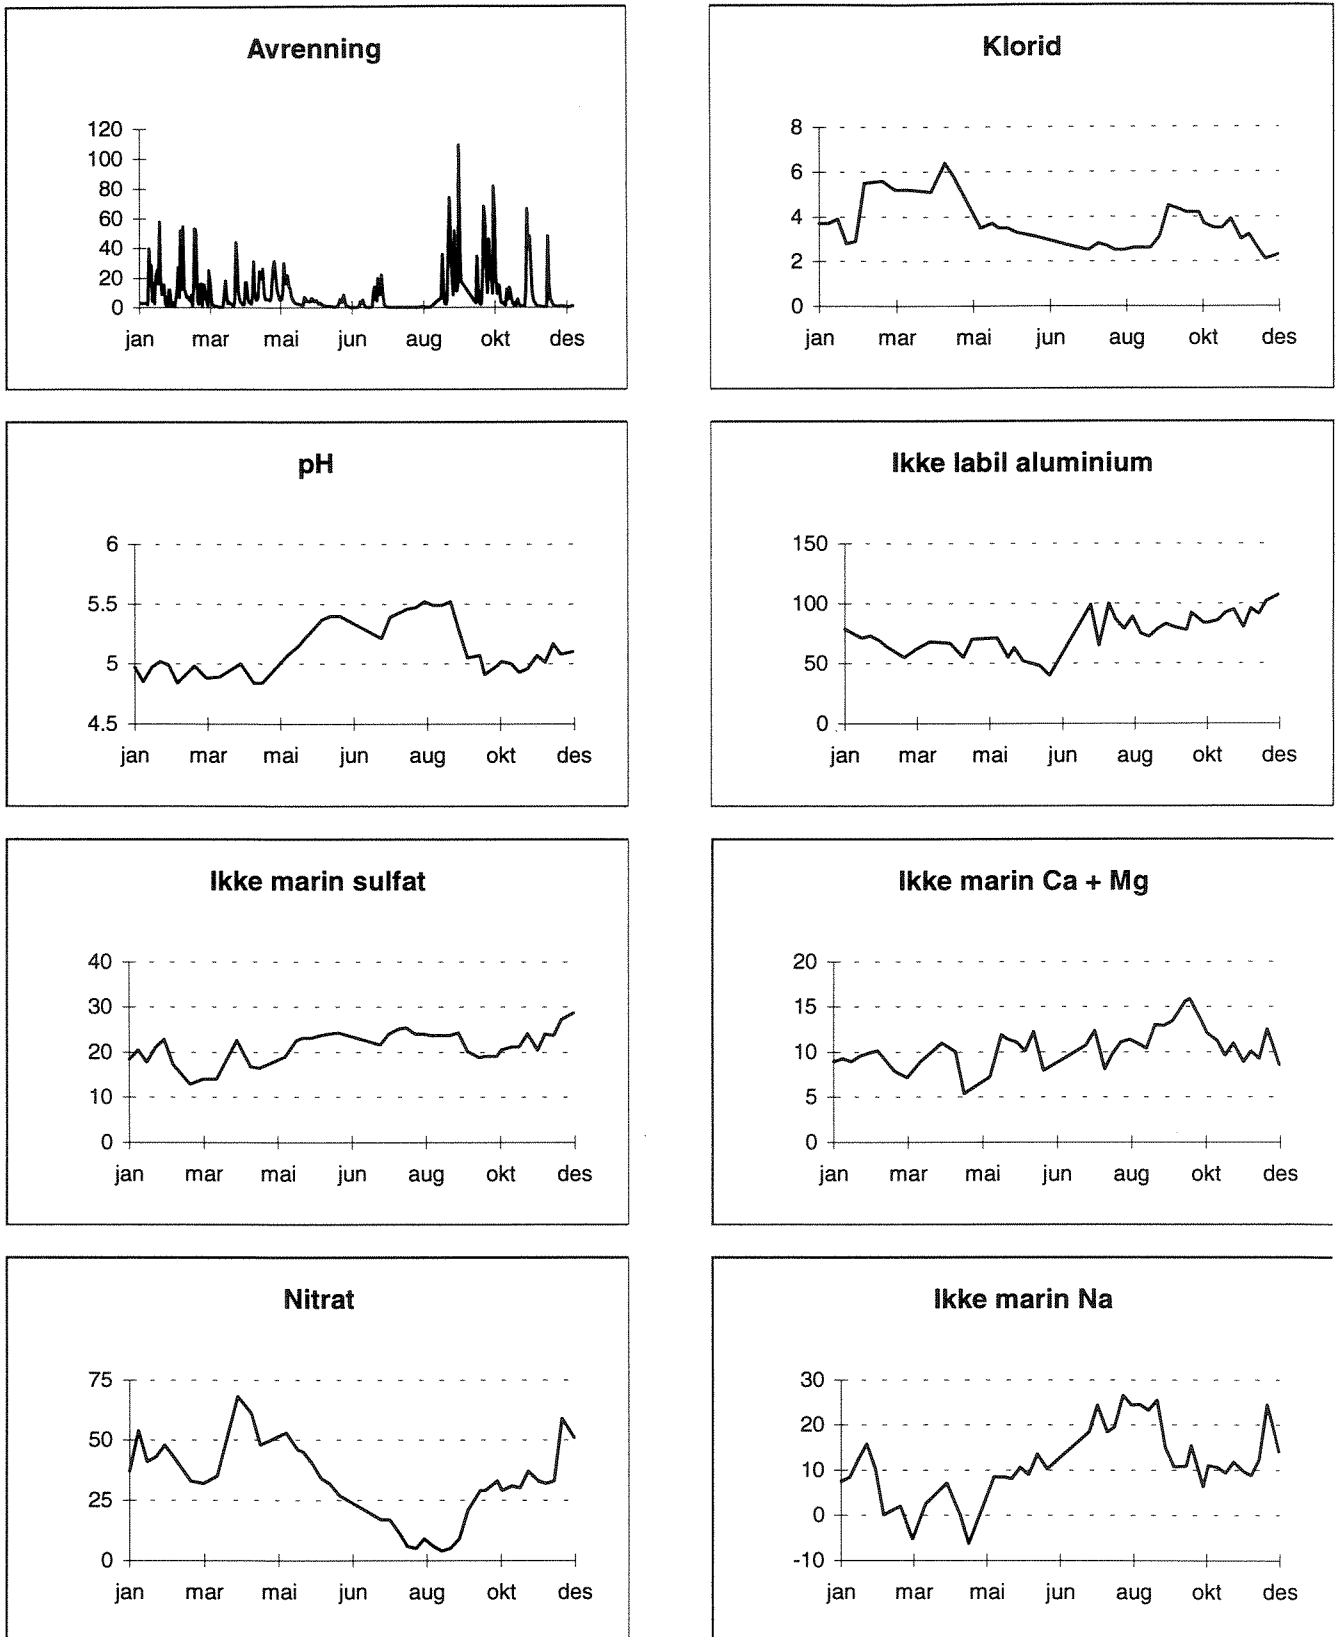 Avrenning
120
100
80
60
40
20
0
jan mar mai jun aug okt des
Klorid
8
6
4
2
0
jan mar mai jun aug okt des
pH
6
5.5
5
4.5
jan mar mai jun aug okt des
Ikke labil aluminium
150
100
50
0
jan mar mai jun aug okt des
Ikke marin sulfat
40
30
20
10
0
jan mar mai jun aug okt des
Ikke marin Ca + Mg
20
15
10
5
0
jan mar mai jun aug okt des
Nitrat
75
50
25
0
jan mar mai jun aug okt des
Ikke marin Na
30
20
10
0
-10
jan mar mai jun aug okt des